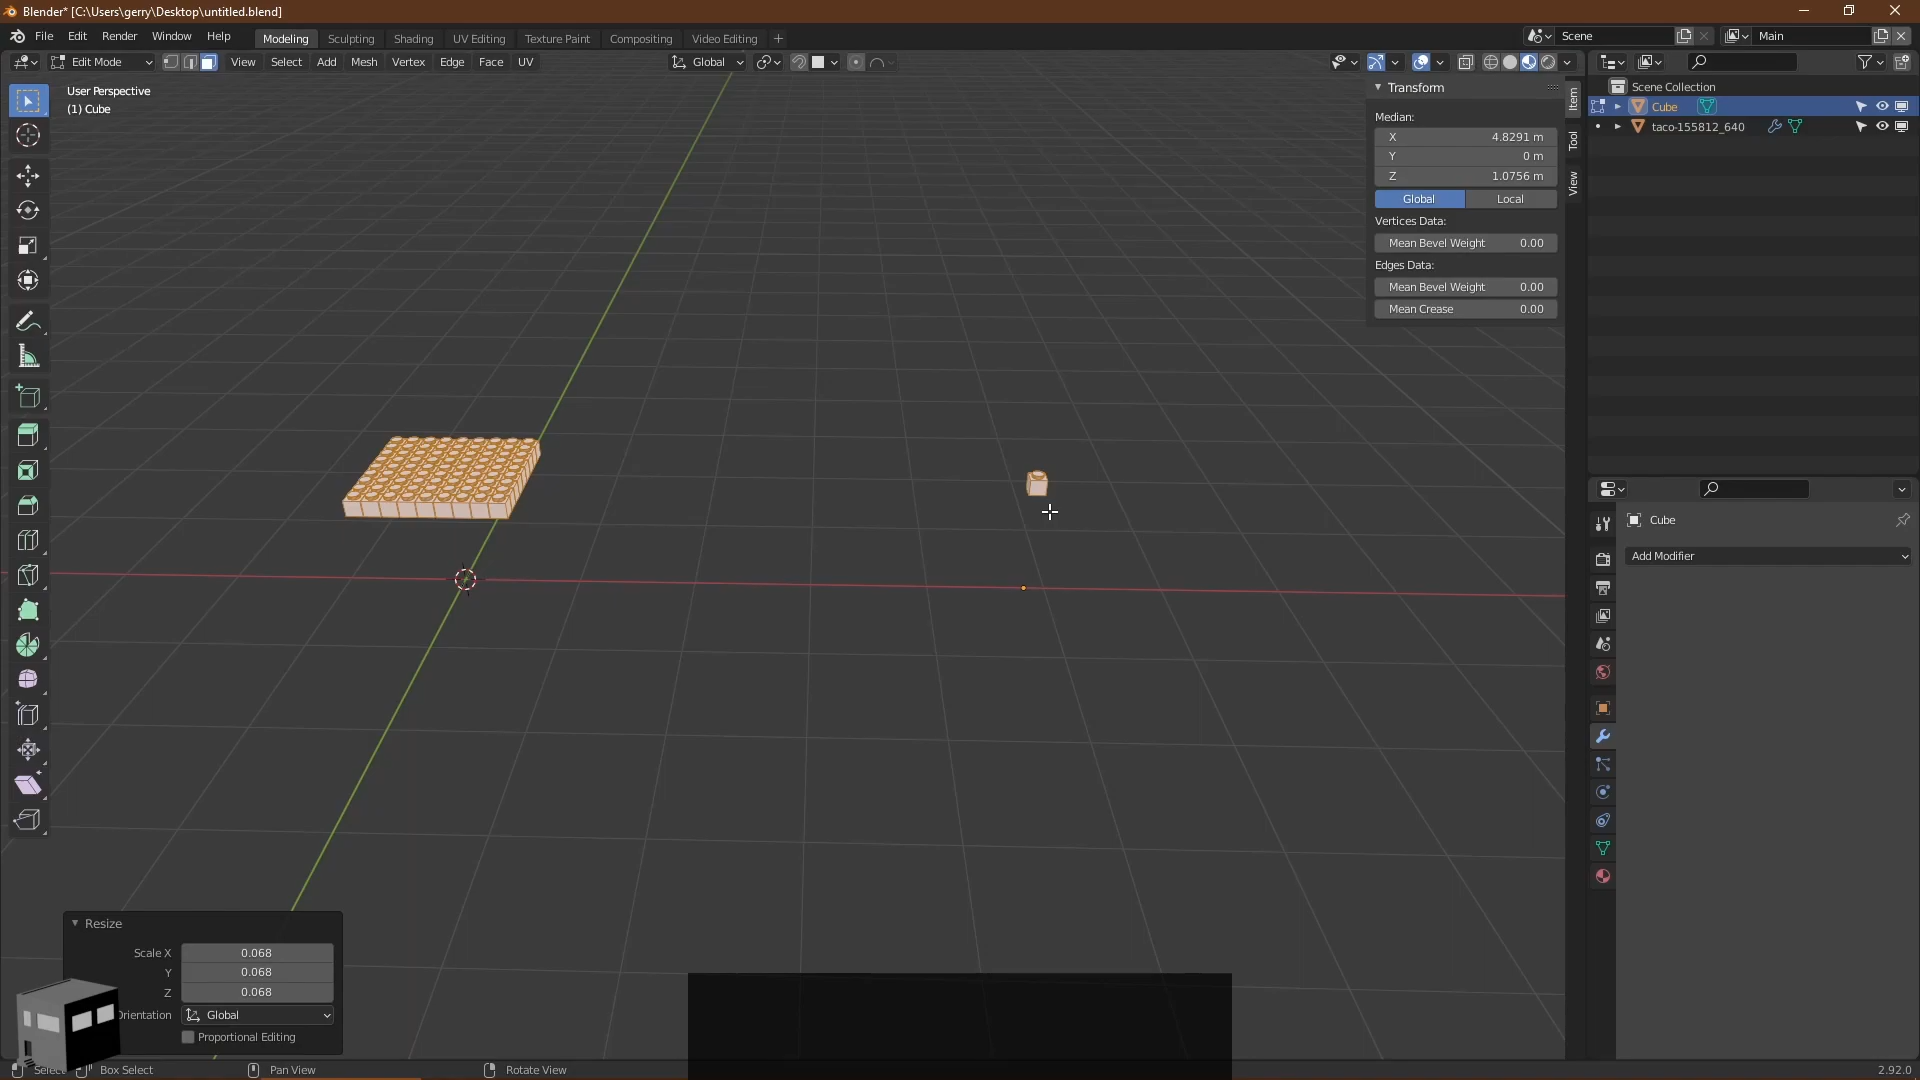 Blender* [C:\Users\gerry\Desktop\untitled.blend]
File Edit Render Window Help
Modeling Sculpting Shading UV Editing Texture Paint Compositing Video Editing +
Scene
Main
Edit Mode
View Select Add Mesh Vertex Edge Face UV
Global
User Perspective
(1) Cube
Transform
Median:
X 4.8291 m
Y 0 m
Z 1.0756 m
Global Local
Vertices Data:
Mean Bevel Weight 0.00
Edges Data:
Mean Bevel Weight 0.00
Mean Crease 0.00
Item
Tool
View
Scene Collection
Cube
taco-155812_640
Cube
Add Modifier
Resize
Scale X 0.068
Y 0.068
Z 0.068
Orientation Global
Proportional Editing
Select Box Select Pan View Rotate View 2.92.0